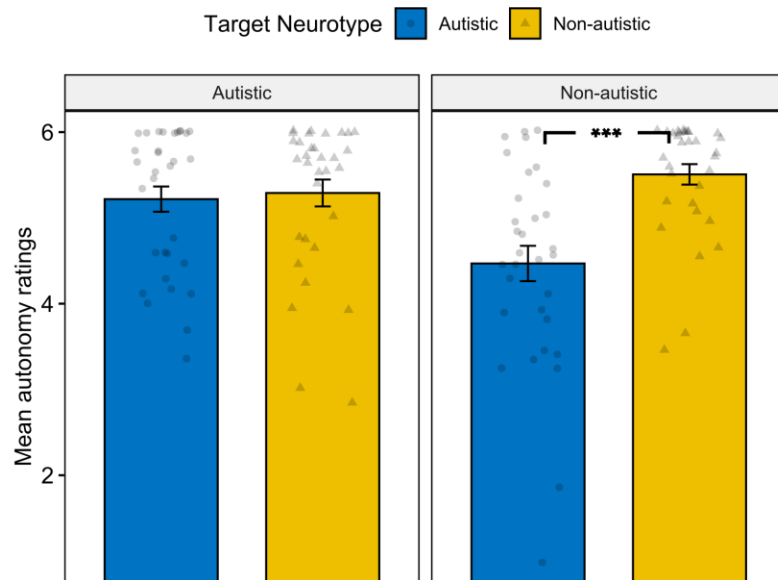 Target Neurotype Autistic Non-autistic
Autistic Non-autistic
6
***
4
2
Mean autonomy ratings